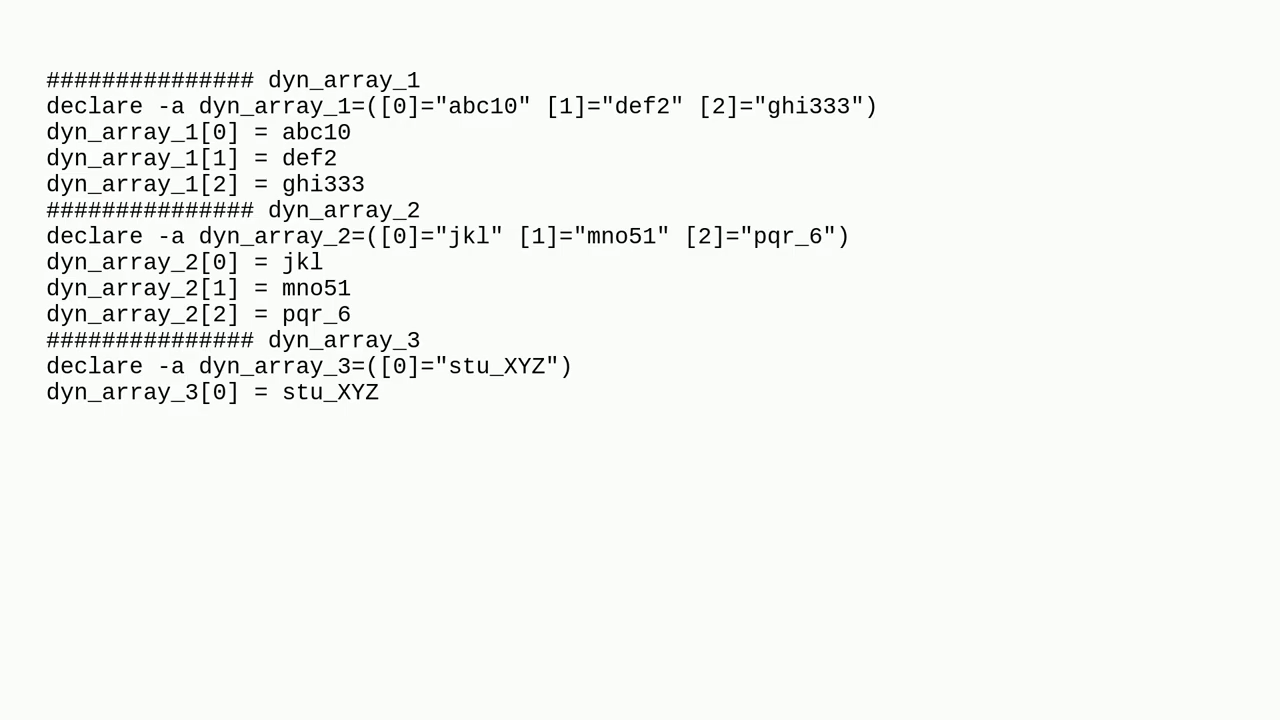 ############### dyn_array_1
declare -a dyn_array_1=([0]="abc10" [1]="def2" [2]="ghi333")
dyn_array_1[0] = abc10
dyn_array_1[1] = def2
dyn_array_1[2] = ghi333
############### dyn_array_2
declare -a dyn_array_2=([0]="jkl" [1]="mno51" [2]="pqr_6")
dyn_array_2[0] = jkl
dyn_array_2[1] = mno51
dyn_array_2[2] = pqr_6
############### dyn_array_3
declare -a dyn_array_3=([0]="stu_XYZ")
dyn_array_3[0] = stu_XYZ